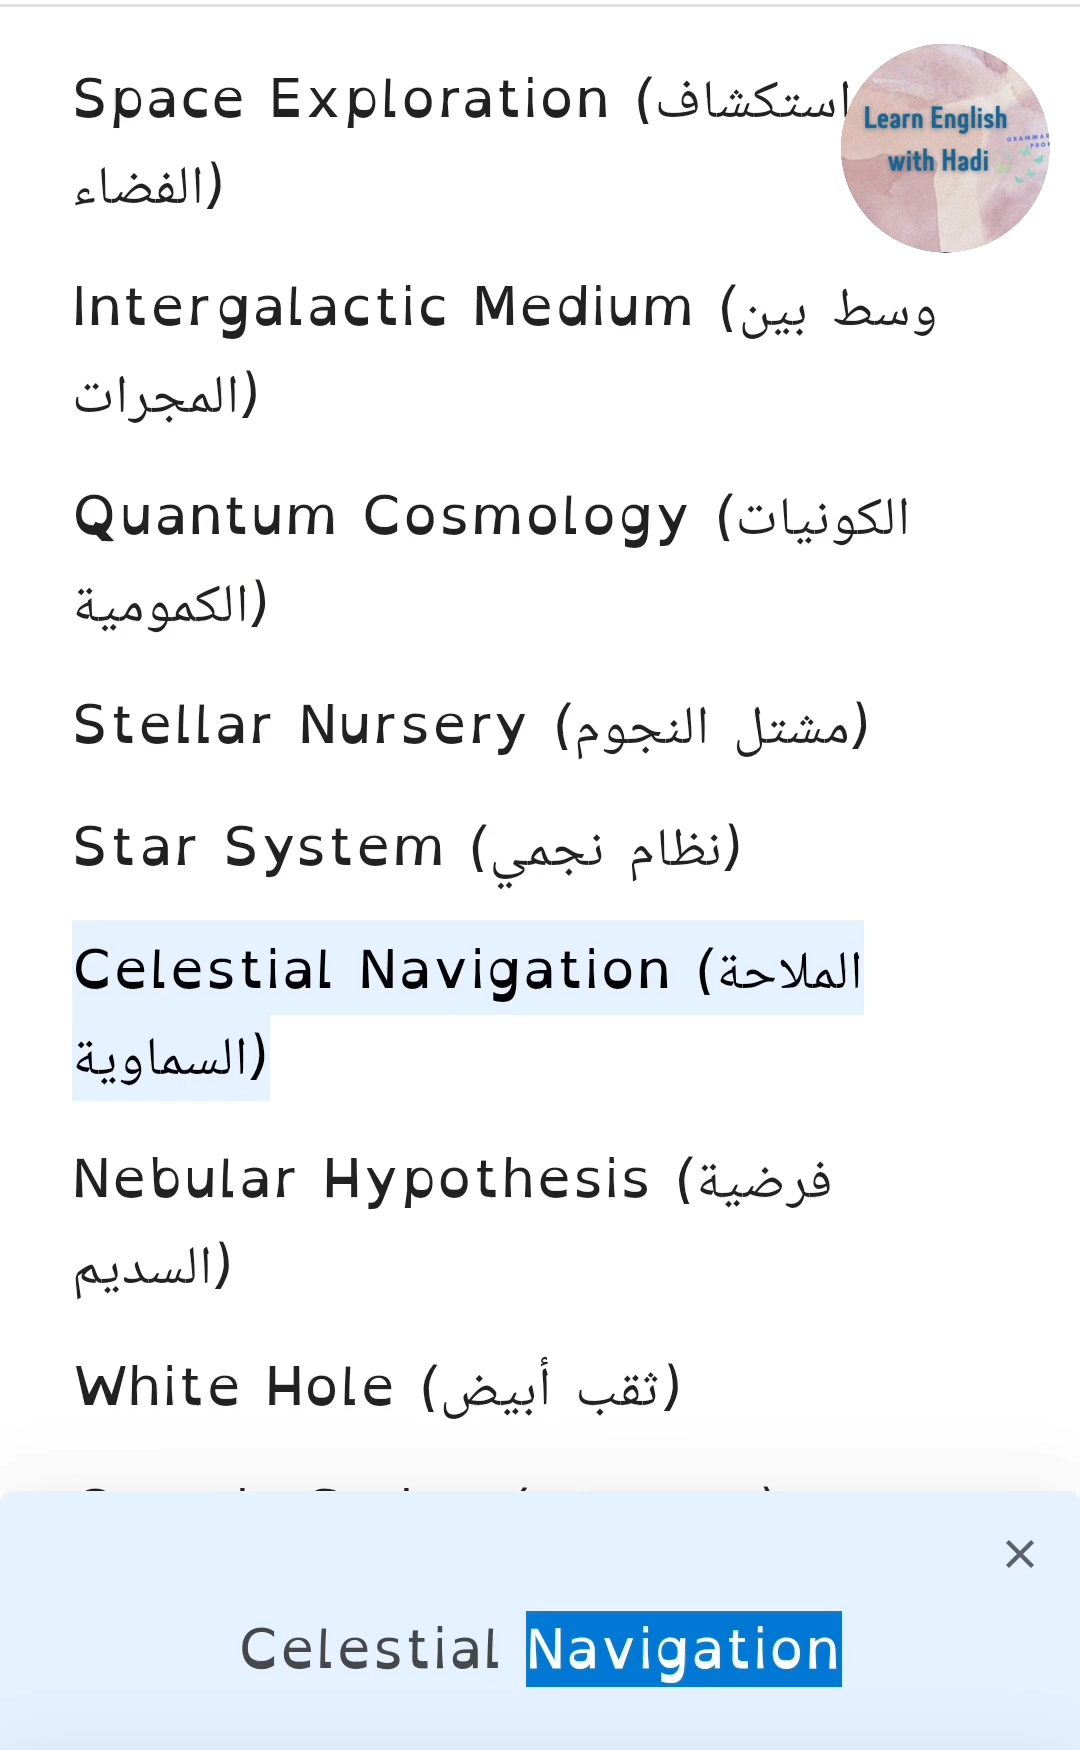 Space Exploration (استكشاف
الفضاء)
Learn English
with Hadi
Intergalactic Medium (وسط بين
المجرات)
Quantum Cosmology (الكونيات
الكمومية)
Stellar Nursery (مشتل النجوم)
Star System (نظام نجمي)
Celestial Navigation (الملاحة
السماوية)
Nebular Hypothesis (فرضية
السديم)
White Hole (ثقب أبيض)
Celestial Navigation